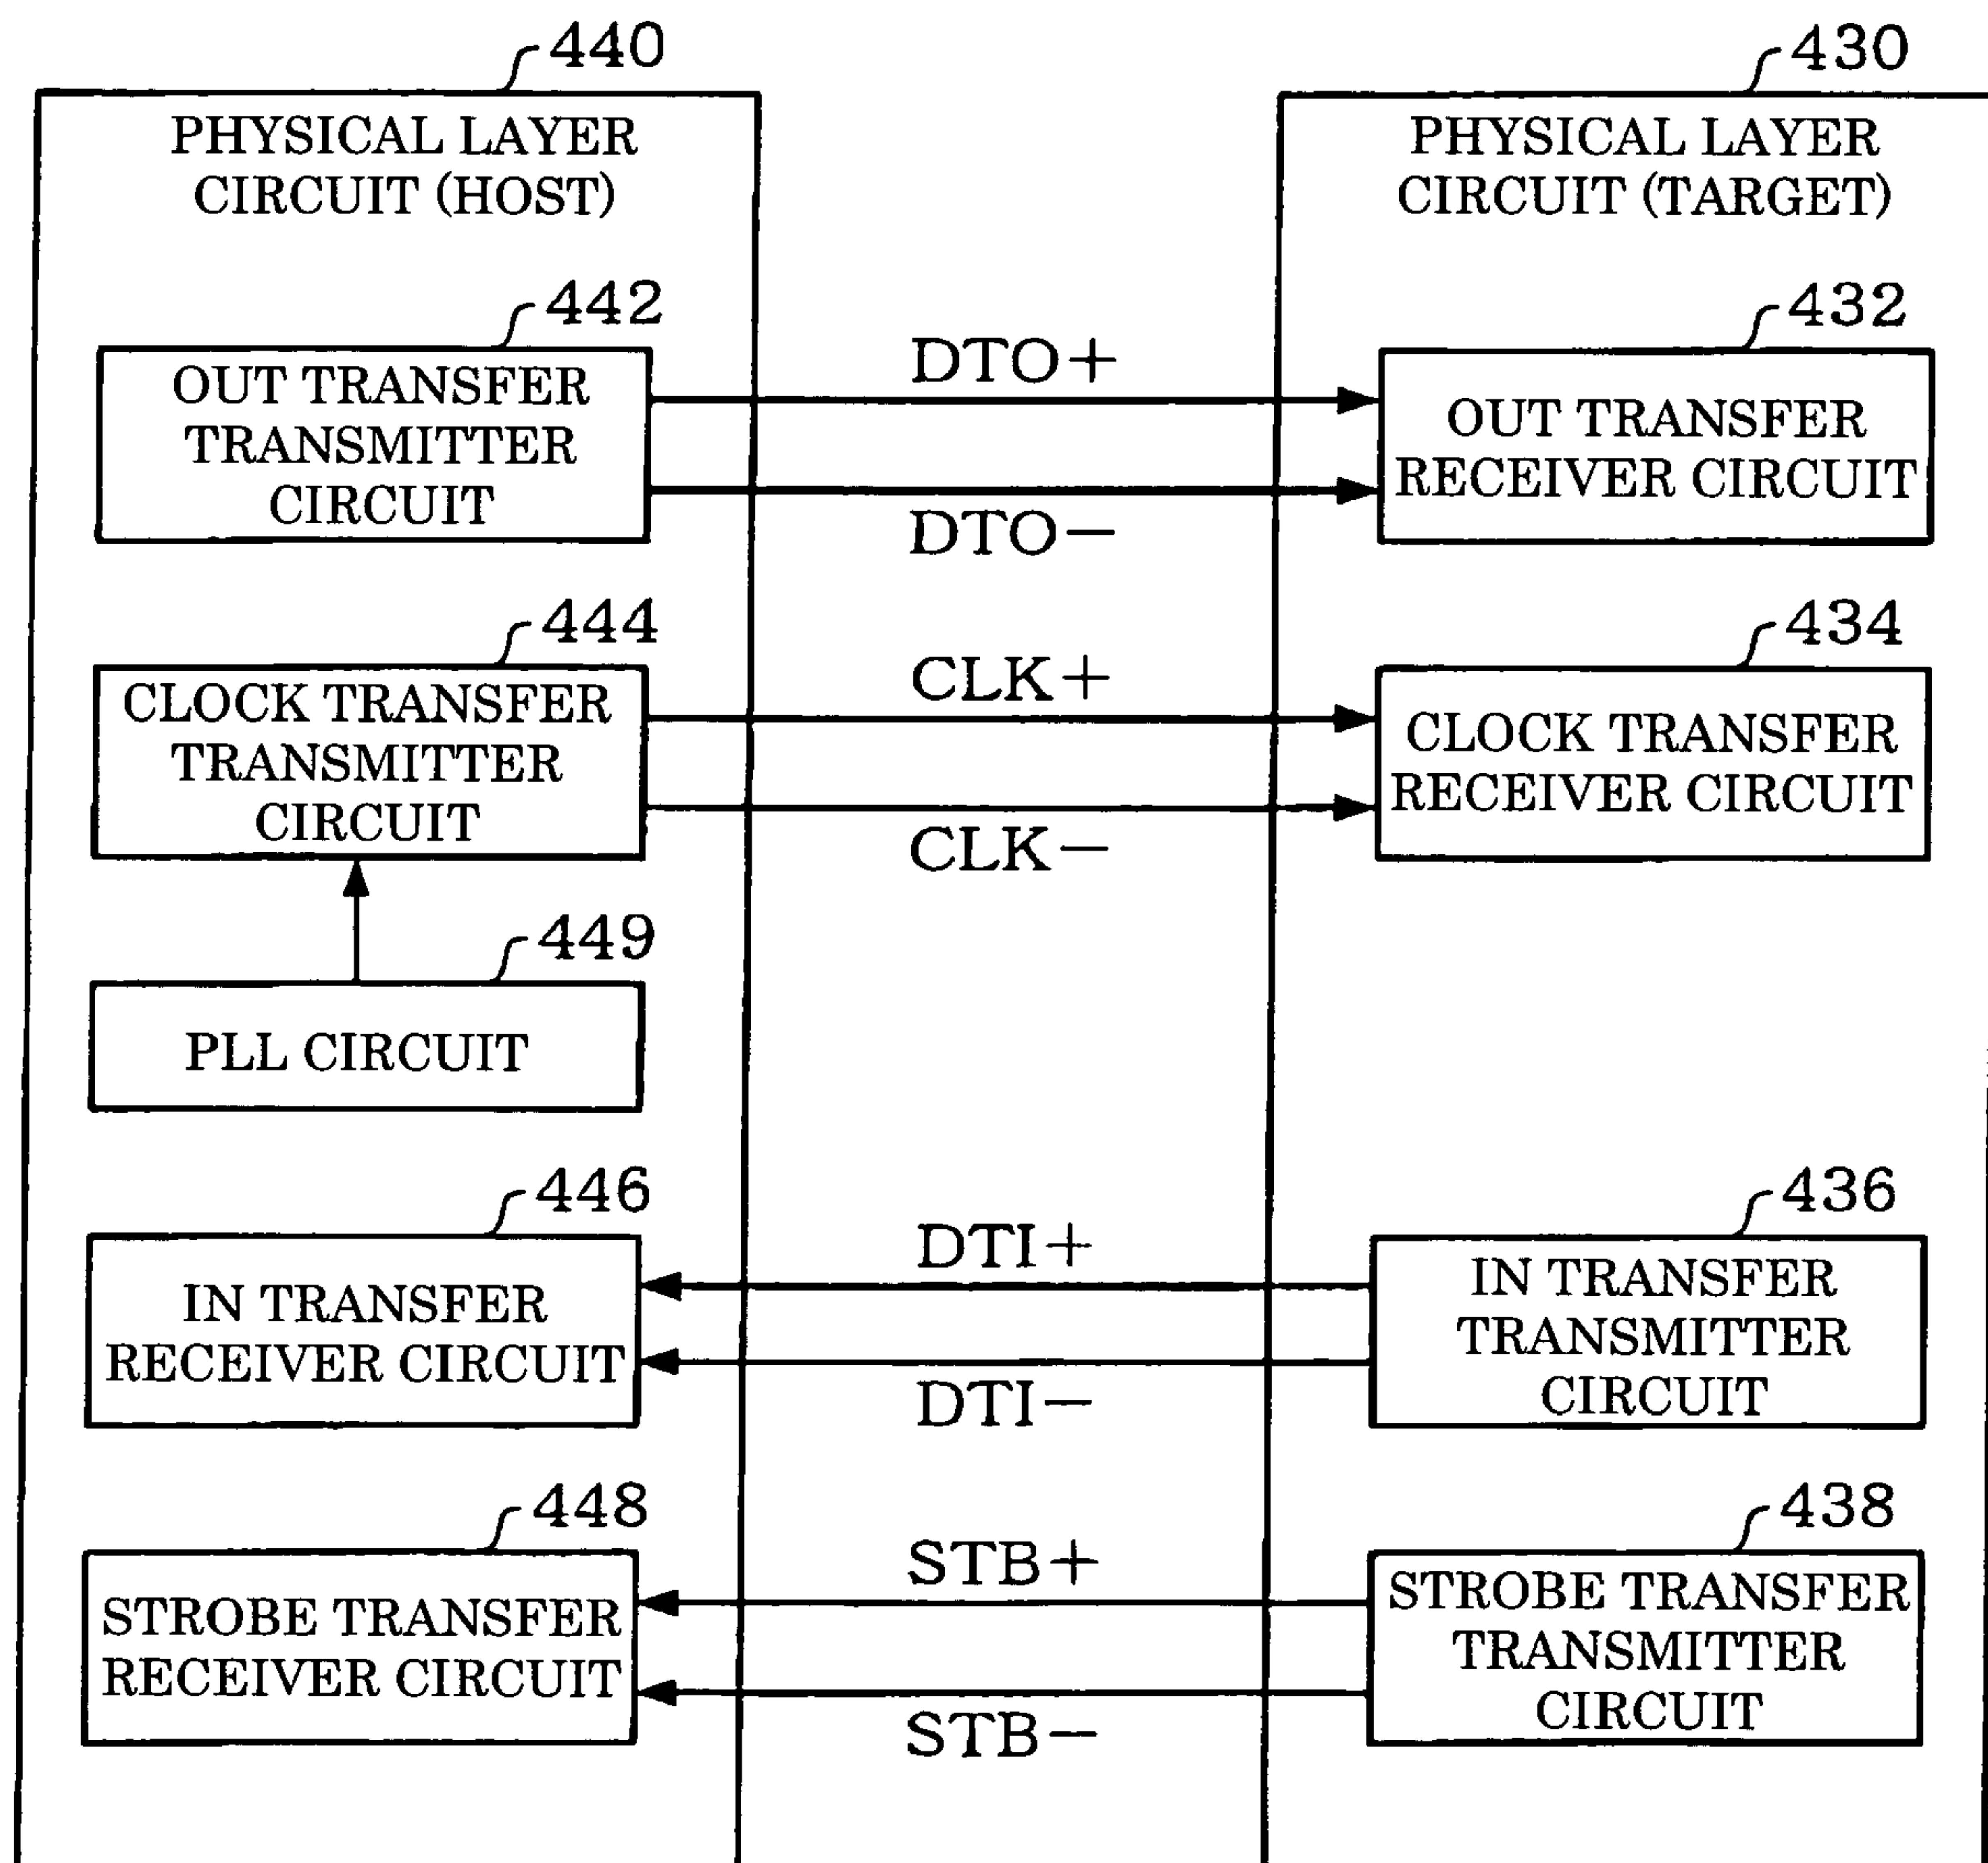 440
PHYSICAL LAYER
CIRCUIT (HOST)
430
PHYSICAL LAYER
CIRCUIT (TARGET)
442
OUT TRANSFER
TRANSMITTER
CIRCUIT
DTO+
DTO−
432
OUT TRANSFER
RECEIVER CIRCUIT
444
CLOCK TRANSFER
TRANSMITTER
CIRCUIT
CLK+
CLK−
434
CLOCK TRANSFER
RECEIVER CIRCUIT
449
PLL CIRCUIT
446
IN TRANSFER
RECEIVER CIRCUIT
DTI+
DTI−
436
IN TRANSFER
TRANSMITTER
CIRCUIT
448
STROBE TRANSFER
RECEIVER CIRCUIT
STB+
STB−
438
STROBE TRANSFER
TRANSMITTER
CIRCUIT